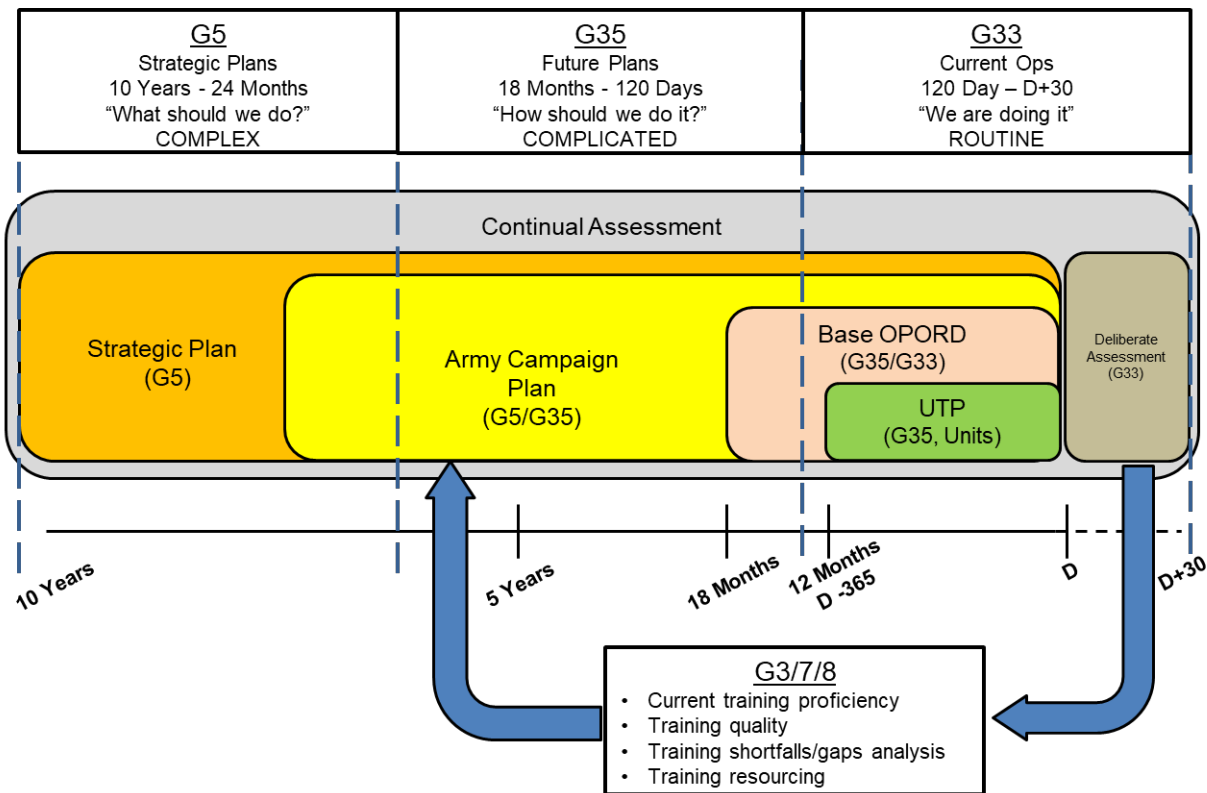 G5
Strategic Plans
10 Years - 24 Months
“What should we do?”
COMPLEX
G35
Future Plans
18 Months - 120 Days
“How should we do it?”
COMPLICATED
G33
Current Ops
120 Day – D+30
“We are doing it”
ROUTINE
Continual Assessment
Strategic Plan
(G5)
Army Campaign
Plan
(G5/G35)
Base OPORD
(G35/G33)
UTP
(G35, Units)
Deliberate
Assessment
(G33)
10 Years
5 Years
18 Months
12 Months
D -365
D
D+30
G3/7/8
• Current training proficiency
• Training quality
• Training shortfalls/gaps analysis
• Training resourcing